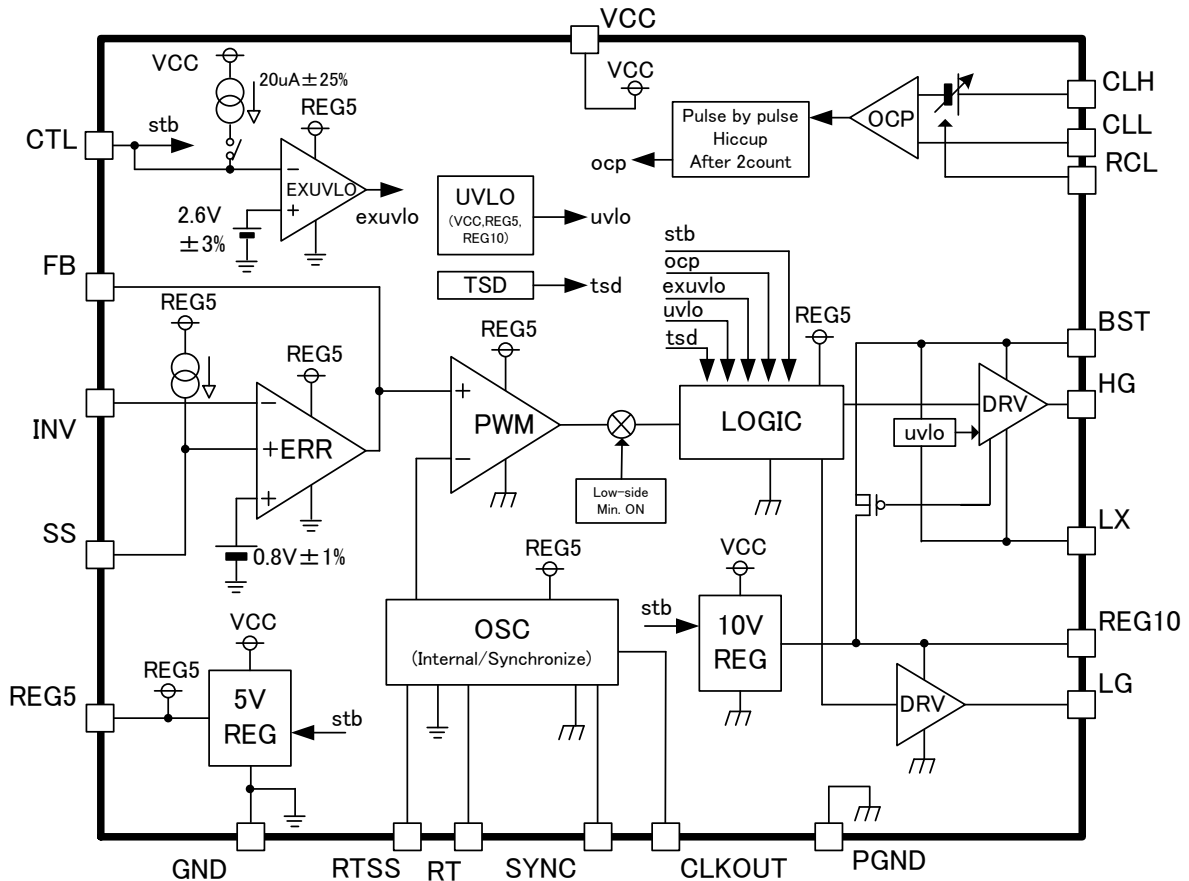 VCC
VCC
20uA±25%
VCC
REG5
CTL
stb
−
EXUVLO
+
exuvlo
2.6V
±3%
UVLO
(VCC,REG5,
REG10)
uvlo
TSD
tsd
Pulse by pulse
Hiccup
After 2count
ocp
OCP
CLH
CLL
RCL
FB
REG5
REG5
INV
−
+
ERR
+
SS
0.8V±1%
REG5
+
PWM
−
Low-side
Min. ON
stb
ocp
exuvlo
uvlo
tsd
REG5
LOGIC
BST
DRV
HG
uvlo
LX
REG5
OSC
(Internal/Synchronize)
VCC
stb
10V
REG
REG10
DRV
LG
VCC
REG5
REG5
5V
REG
stb
GND
RTSS
RT
SYNC
CLKOUT
PGND